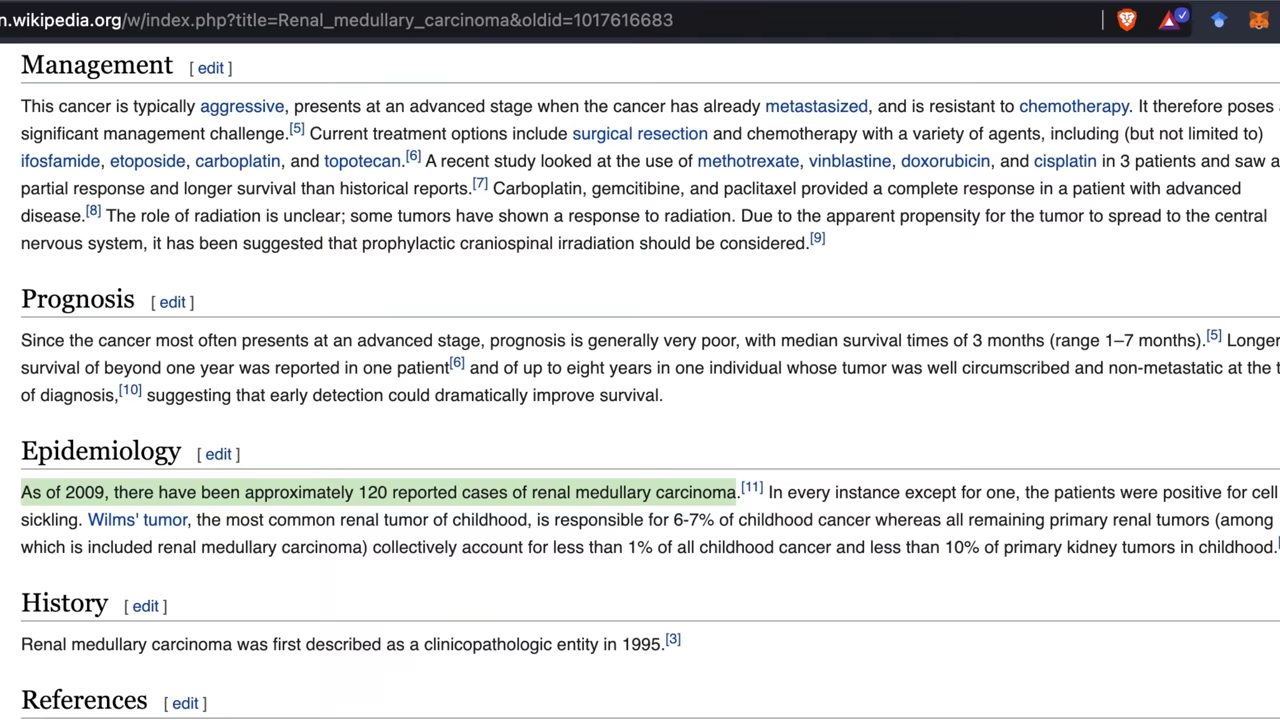 n.wikipedia.org/w/index.php?title=Renal_medullary_carcinoma&oldid=1017616683
Management [ edit ]
This cancer is typically aggressive, presents at an advanced stage when the cancer has already metastasized, and is resistant to chemotherapy. It therefore poses
significant management challenge.[5] Current treatment options include surgical resection and chemotherapy with a variety of agents, including (but not limited to)
ifosfamide, etoposide, carboplatin, and topotecan.[6] A recent study looked at the use of methotrexate, vinblastine, doxorubicin, and cisplatin in 3 patients and saw a
partial response and longer survival than historical reports.[7] Carboplatin, gemcitibine, and paclitaxel provided a complete response in a patient with advanced
disease.[8] The role of radiation is unclear; some tumors have shown a response to radiation. Due to the apparent propensity for the tumor to spread to the central
nervous system, it has been suggested that prophylactic craniospinal irradiation should be considered.[9]
Prognosis [ edit ]
Since the cancer most often presents at an advanced stage, prognosis is generally very poor, with median survival times of 3 months (range 1–7 months).[5] Longer
survival of beyond one year was reported in one patient[6] and of up to eight years in one individual whose tumor was well circumscribed and non-metastatic at the t
of diagnosis,[10] suggesting that early detection could dramatically improve survival.
Epidemiology [ edit ]
As of 2009, there have been approximately 120 reported cases of renal medullary carcinoma.[11] In every instance except for one, the patients were positive for cell
sickling. Wilms' tumor, the most common renal tumor of childhood, is responsible for 6-7% of childhood cancer whereas all remaining primary renal tumors (among
which is included renal medullary carcinoma) collectively account for less than 1% of all childhood cancer and less than 10% of primary kidney tumors in childhood.
History [ edit ]
Renal medullary carcinoma was first described as a clinicopathologic entity in 1995.[3]
References [ edit ]